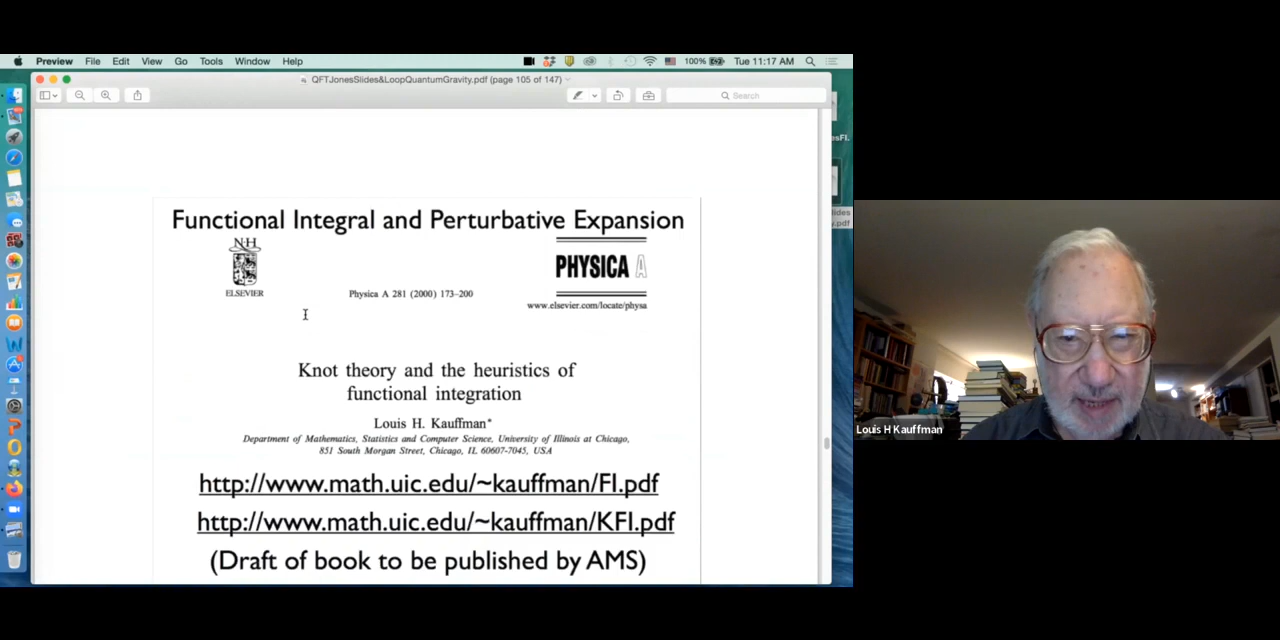 Preview File Edit View Go Tools Window Help 100% Tue 11:17 AM
QFTJonesSlides&LoopQuantumGravity.pdf (page 105 of 147)
Search
Functional Integral and Perturbative Expansion
N·H
ELSEVIER
Physica A 281 (2000) 173–200
PHYSICA A
www.elsevier.com/locate/physa
Knot theory and the heuristics of
functional integration
Louis H. Kauffman*
Department of Mathematics, Statistics and Computer Science, University of Illinois at Chicago,
851 South Morgan Street, Chicago, IL 60607-7045, USA
http://www.math.uic.edu/~kauffman/FI.pdf
http://www.math.uic.edu/~kauffman/KFI.pdf
(Draft of book to be published by AMS)
Louis H Kauffman